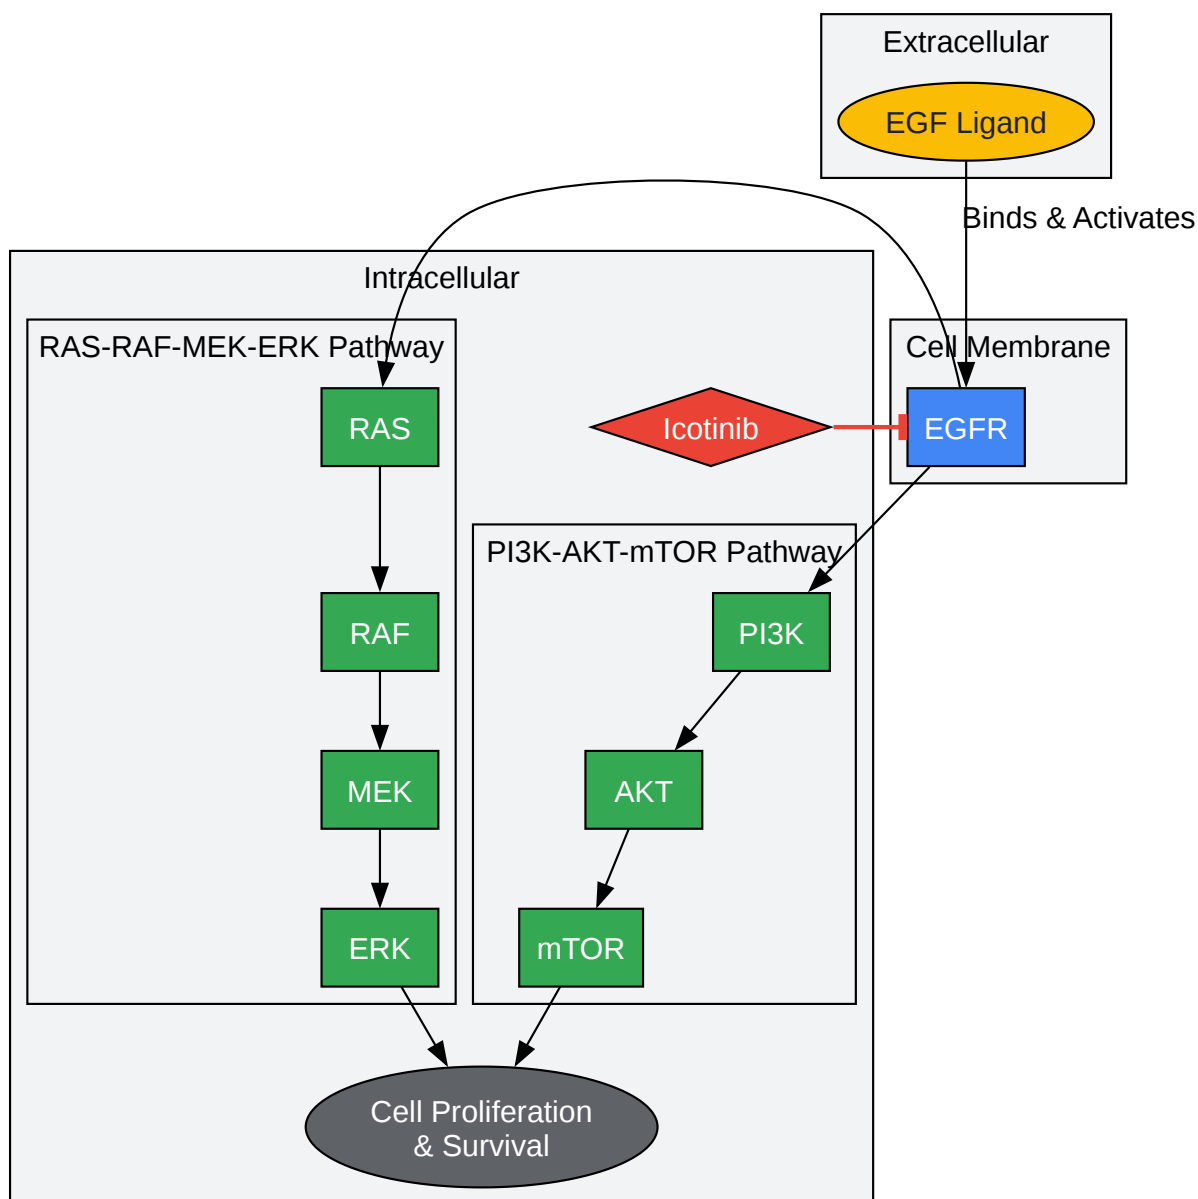 Extracellular
EGF Ligand
Binds & Activates
Intracellular
RAS-RAF-MEK-ERK Pathway
Cell Membrane
RAS
Icotinib
EGFR
PI3K-AKT-mTOR Pathway
RAF
PI3K
MEK
AKT
ERK
mTOR
Cell Proliferation
& Survival